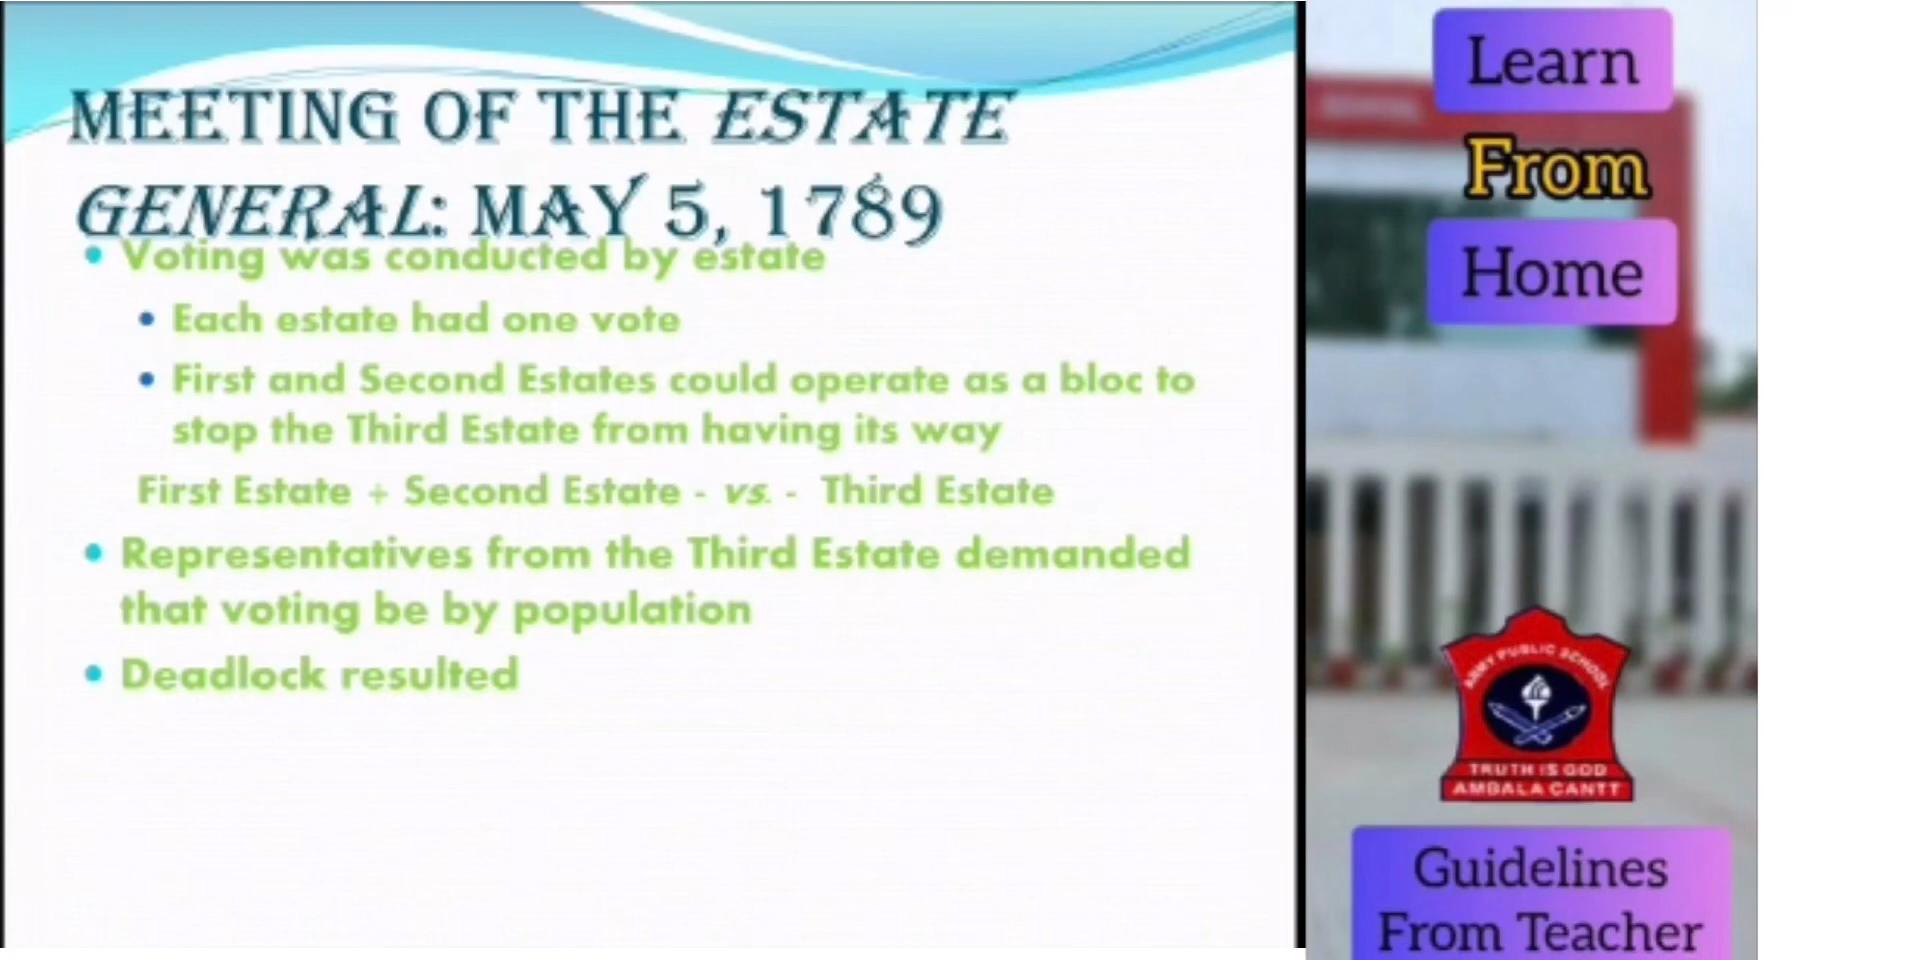 MEETING OF THE ESTATE
GENERAL: MAY 5, 1789
• Voting was conducted by estate
• Each estate had one vote
• First and Second Estates could operate as a bloc to
stop the Third Estate from having its way
First Estate + Second Estate - vs. - Third Estate
• Representatives from the Third Estate demanded
that voting be by population
• Deadlock resulted
Learn
From
Home
ARMY PUBLIC SCHOOL
TRUTH IS GOD
AMBALA CANTT
Guidelines
From Teacher